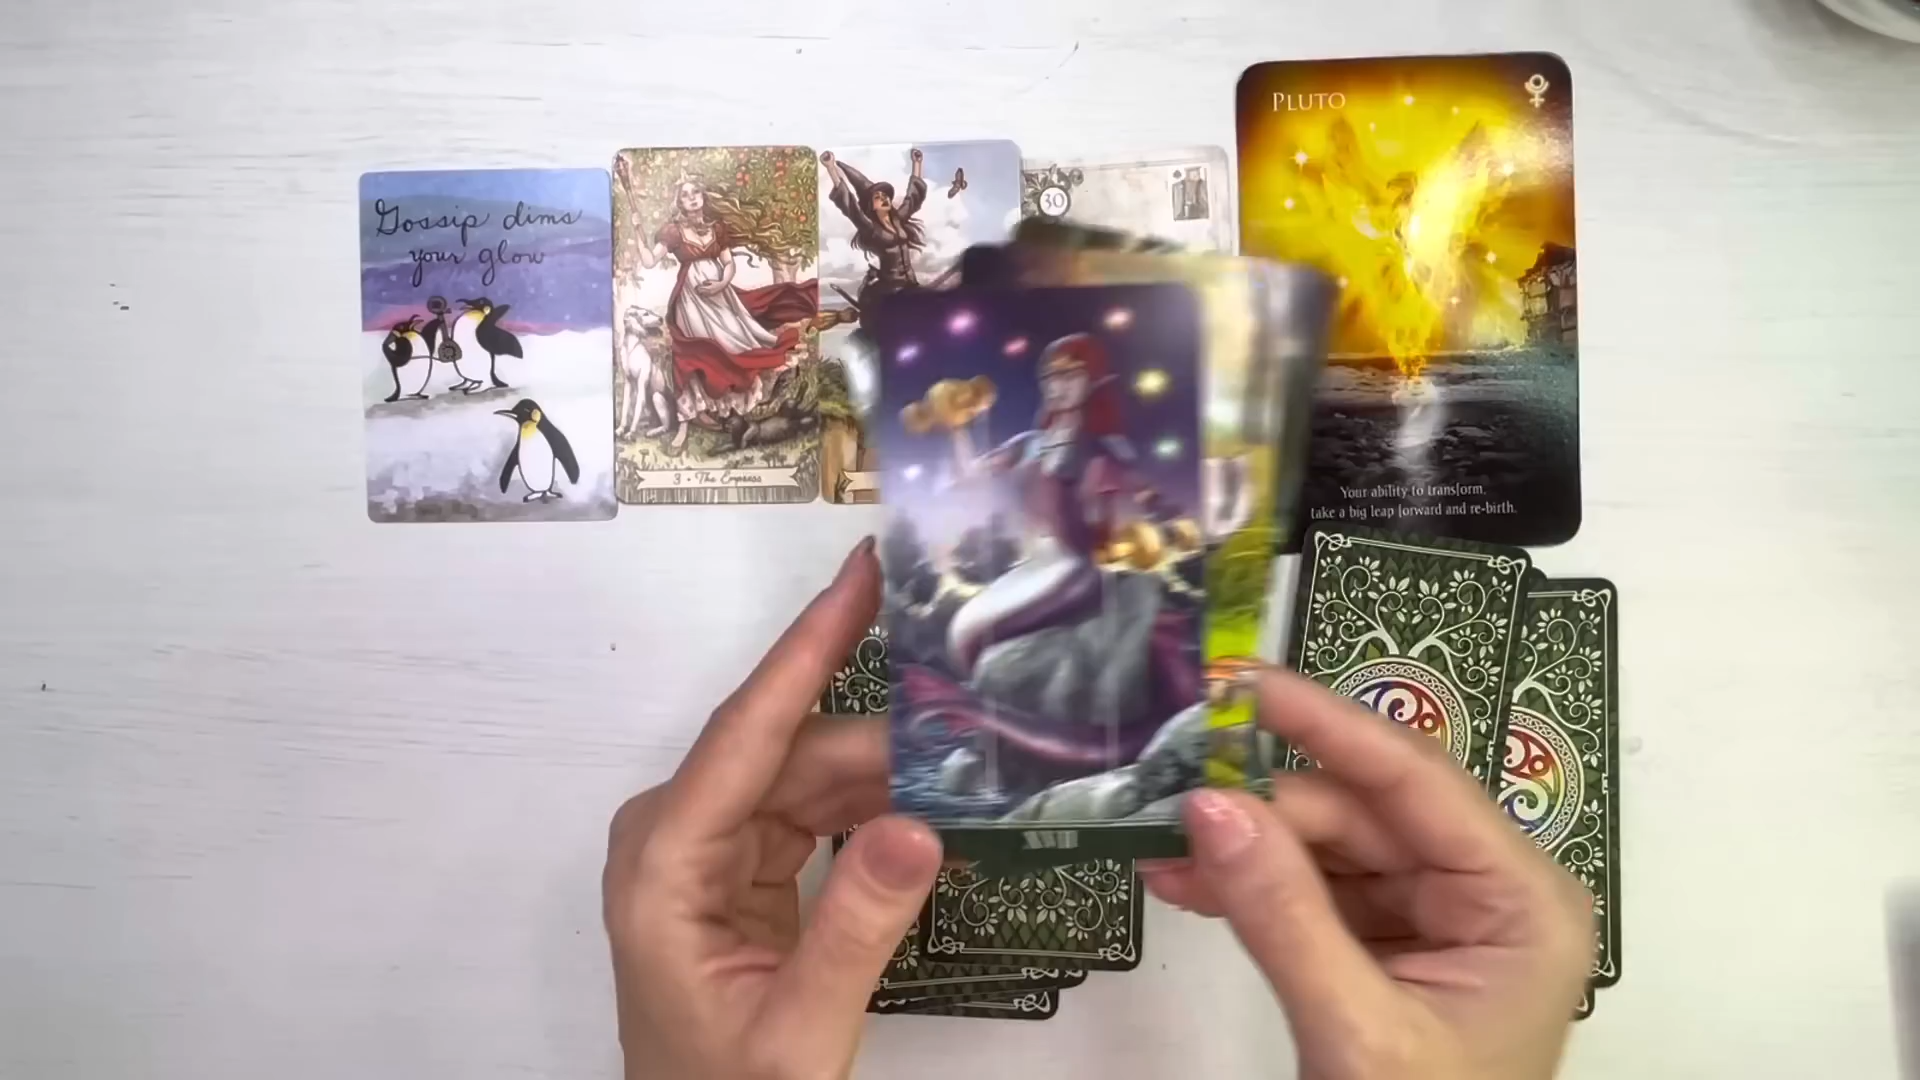 Gossip dims
your glow
3 • The Empress
30
PLUTO
Your ability to transform,
take a big leap forward and re-birth.
XVII